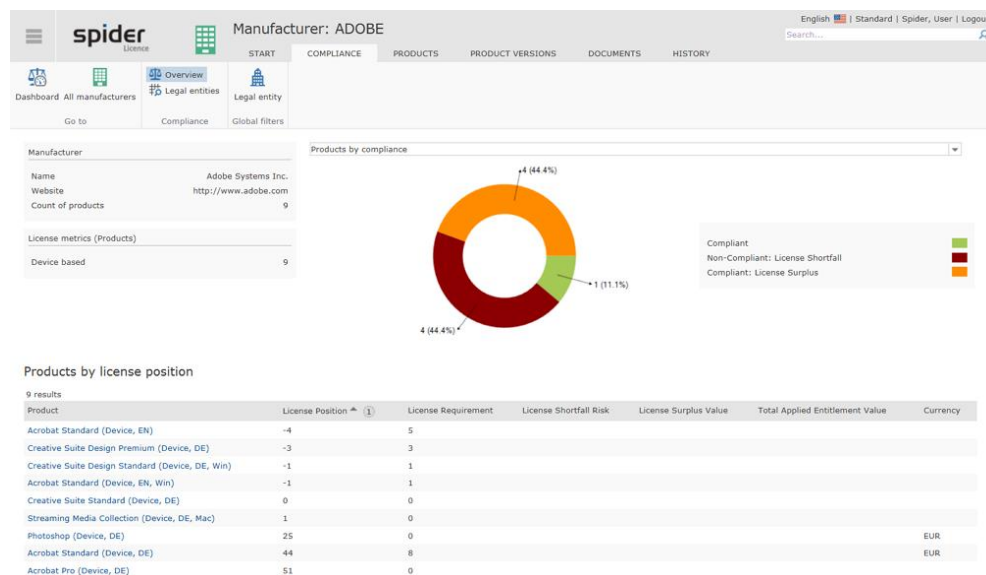 English | Standard | Spider, User | Logou
spider
Licence
Manufacturer: ADOBE
Search...
START COMPLIANCE PRODUCTS PRODUCT VERSIONS DOCUMENTS HISTORY
Dashboard All manufacturers Overview Legal entities Legal entity
Go to Compliance Global filters
Manufacturer
Name Adobe Systems Inc.
Website http://www.adobe.com
Count of products 9
License metrics (Products)
Device based 9
Products by compliance
4 (44.4%)
1 (11.1%)
4 (44.4%)
Compliant
Non-Compliant: License Shortfall
Compliant: License Surplus
Products by license position
9 results
Product License Position 1 License Requirement License Shortfall Risk License Surplus Value Total Applied Entitlement Value Currency
Acrobat Standard (Device, EN) -4 5
Creative Suite Design Premium (Device, DE) -3 3
Creative Suite Design Standard (Device, DE, Win) -1 1
Acrobat Standard (Device, EN, Win) -1 1
Creative Suite Standard (Device, DE) 0 0
Streaming Media Collection (Device, DE, Mac) 1 0
Photoshop (Device, DE) 25 0 EUR
Acrobat Standard (Device, DE) 44 8 EUR
Acrobat Pro (Device, DE) 51 0